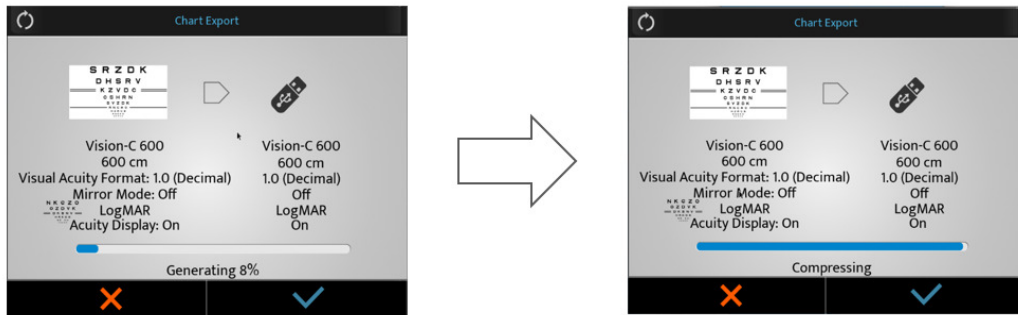 Chart Export
S R Z D K
D H S R V
K Z V D C
Vision-C 600
600 cm
Visual Acuity Format: 1.0 (Decimal)
Mirror Mode: Off
N K C Z O
LogMAR
Acuity Display: On
Vision-C 600
600 cm
1.0 (Decimal)
Off
LogMAR
On
Generating 8%
Chart Export
S R Z D K
D H S R V
K Z V D C
Vision-C 600
600 cm
Visual Acuity Format: 1.0 (Decimal)
Mirror Mode: Off
N K C Z O
LogMAR
Acuity Display: On
Vision-C 600
600 cm
1.0 (Decimal)
Off
LogMAR
On
Compressing